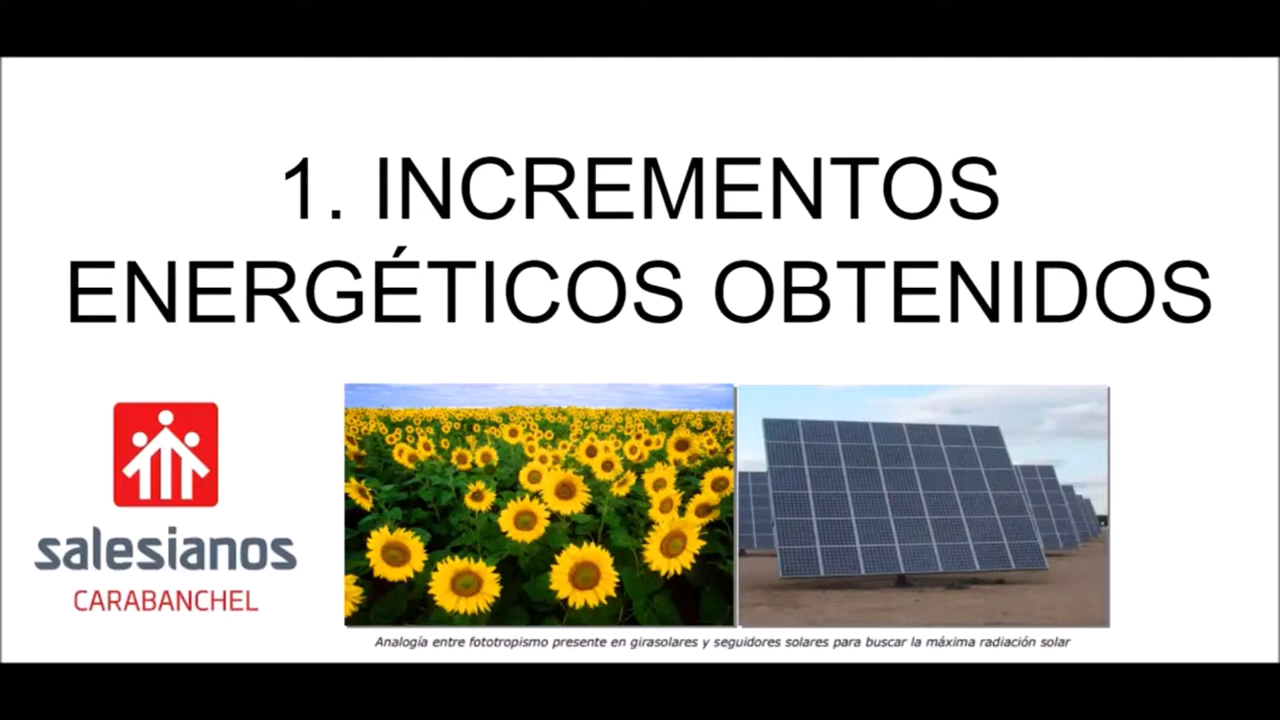 1. INCREMENTOS
ENERGÉTICOS OBTENIDOS
salesianos
CARABANCHEL
Analogía entre fototropismo presente en girasolares y seguidores solares para buscar la máxima radiación solar